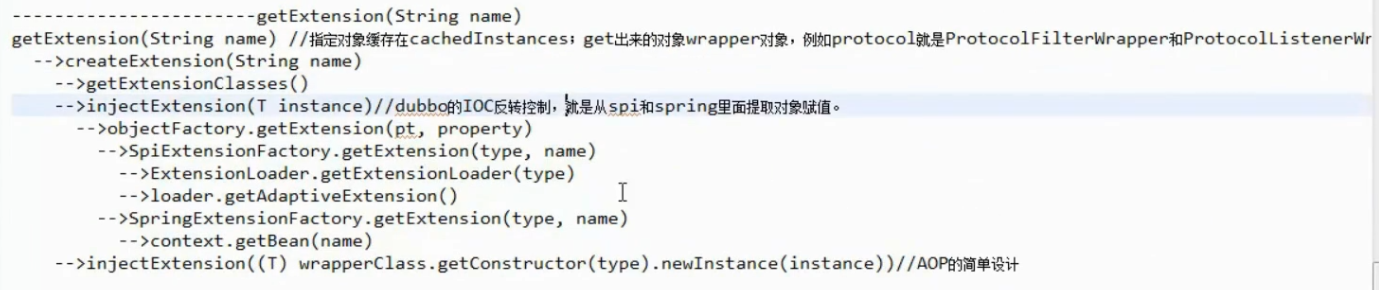 -----------------------getExtension(String name)
getExtension(String name) //指定对象缓存在cachedInstances；get出来的对象wrapper对象，例如protocol就是ProtocolFilterWrapper和ProtocolListenerWr
-->createExtension(String name)
-->getExtensionClasses()
-->injectExtension(T instance)//dubbo的IOC反转控制，就是从spi和spring里面提取对象赋值。
-->objectFactory.getExtension(pt, property)
-->SpiExtensionFactory.getExtension(type, name)
-->ExtensionLoader.getExtensionLoader(type)
-->loader.getAdaptiveExtension()
-->SpringExtensionFactory.getExtension(type, name)
-->context.getBean(name)
-->injectExtension((T) wrapperClass.getConstructor(type).newInstance(instance))//AOP的简单设计